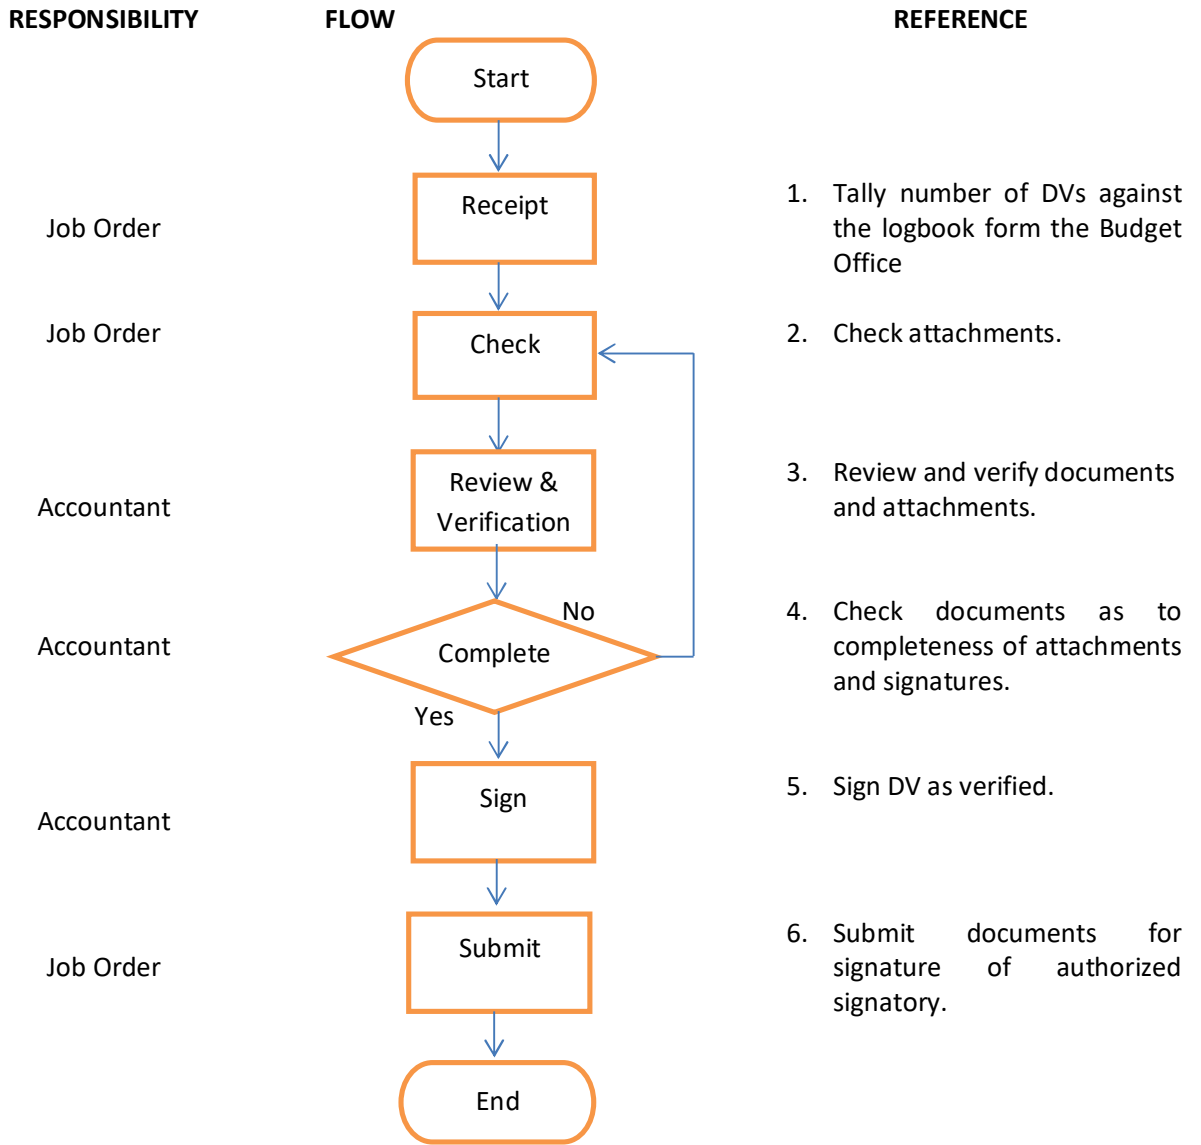 RESPONSIBILITY FLOW REFERENCE
Start
Receipt
Job Order
1. Tally number of DVs against
the logbook form the Budget
Office
Job Order
Check
2. Check attachments.
Accountant
Review &
Verification
3. Review and verify documents
and attachments.
No
Accountant
Complete
Yes
4. Check documents as to
completeness of attachments
and signatures.
Accountant
Sign
5. Sign DV as verified.
Job Order
Submit
6. Submit documents for
signature of authorized
signatory.
End